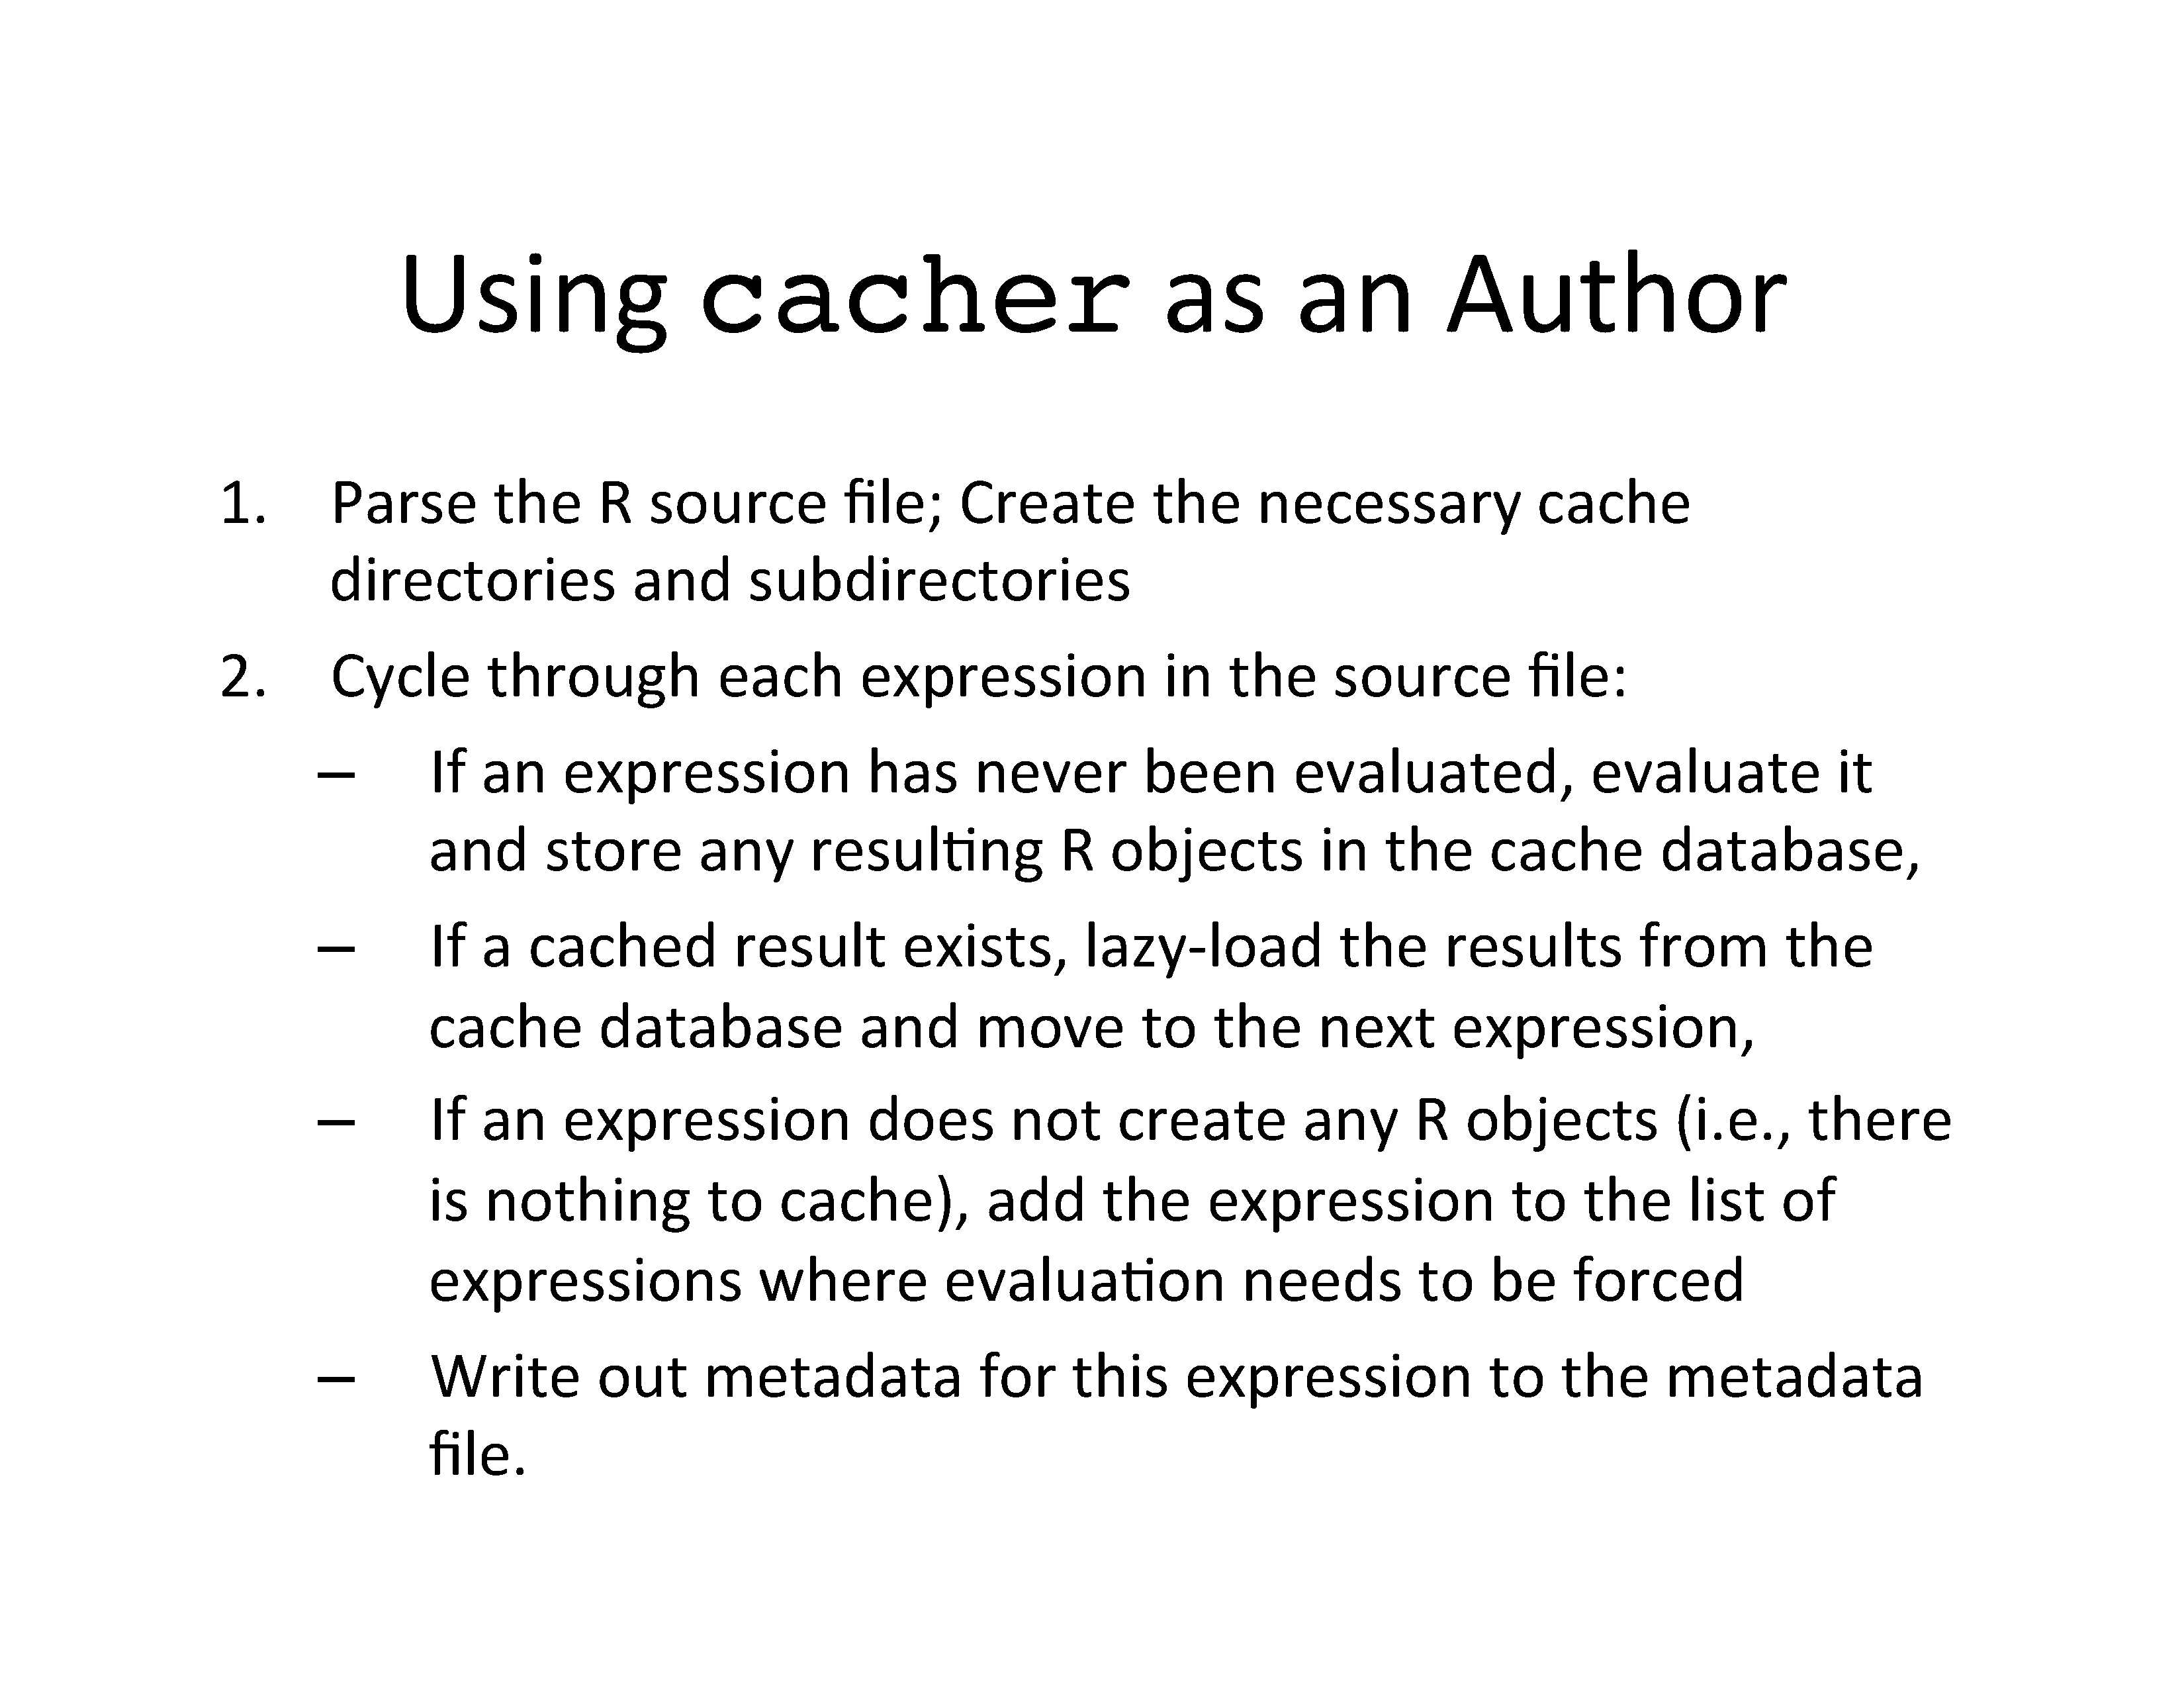 Using cacher as an Author
1. Parse the R source file; Create the necessary cache
directories and subdirectories
2. Cycle through each expression in the source file:
– If an expression has never been evaluated, evaluate it
and store any resulting R objects in the cache database,
– If a cached result exists, lazy-load the results from the
cache database and move to the next expression,
– If an expression does not create any R objects (i.e., there
is nothing to cache), add the expression to the list of
expressions where evaluation needs to be forced
– Write out metadata for this expression to the metadata
file.